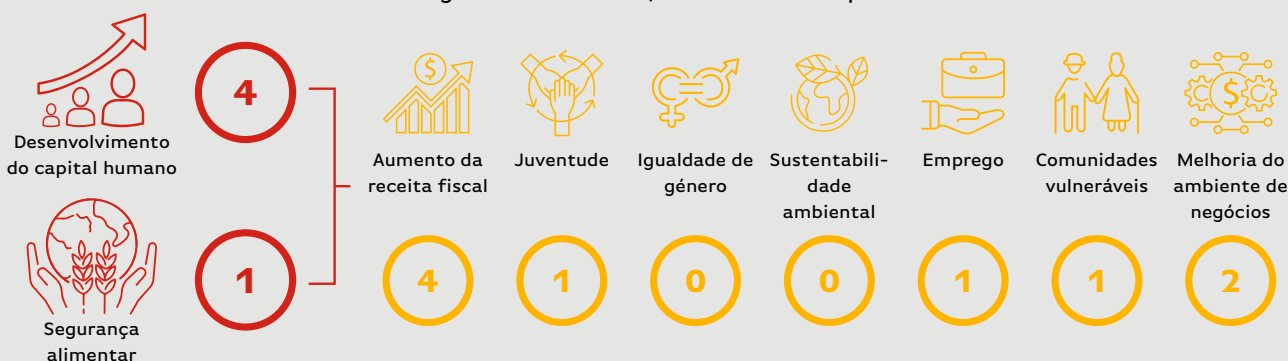 4
Desenvolvimento
do capital humano
1
Segurança
alimentar
Aumento da
receita fiscal
4
Juventude
1
Igualdade de
género
0
Sustentabili-
dade
ambiental
0
Emprego
1
Comunidades
vulneráveis
1
Melhoria do
ambiente de
negócios
2